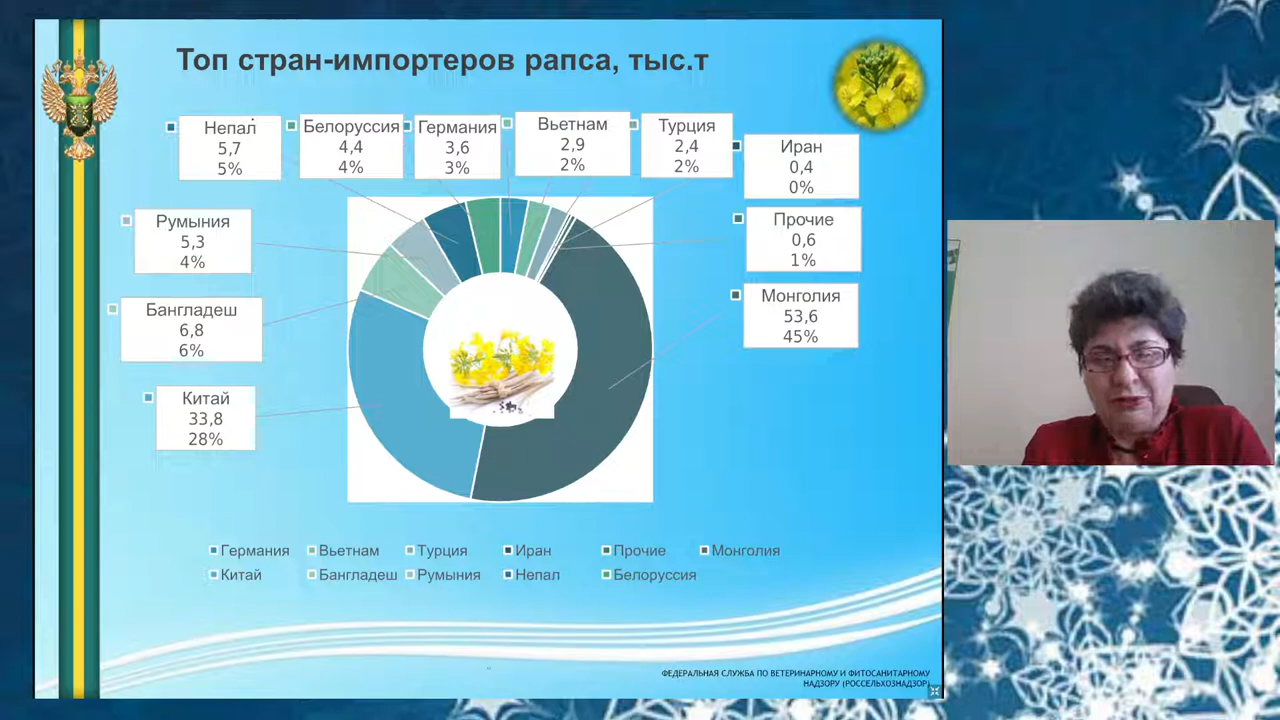 Топ стран-импортеров рапса, тыс.т
Непал
5,7
5%
Белоруссия
4,4
4%
Германия
3,6
3%
Вьетнам
2,9
2%
Турция
2,4
2%
Иран
0,4
0%
Румыния
5,3
4%
Прочие
0,6
1%
Бангладеш
6,8
6%
Монголия
53,6
45%
Китай
33,8
28%
Германия Вьетнам Турция Иран Прочие Монголия
Китай Бангладеш Румыния Непал Белоруссия
ФЕДЕРАЛЬНАЯ СЛУЖБА ПО ВЕТЕРИНАРНОМУ И ФИТОСАНИТАРНОМУ
НАДЗОРУ (РОССЕЛЬХОЗНАДЗОР)